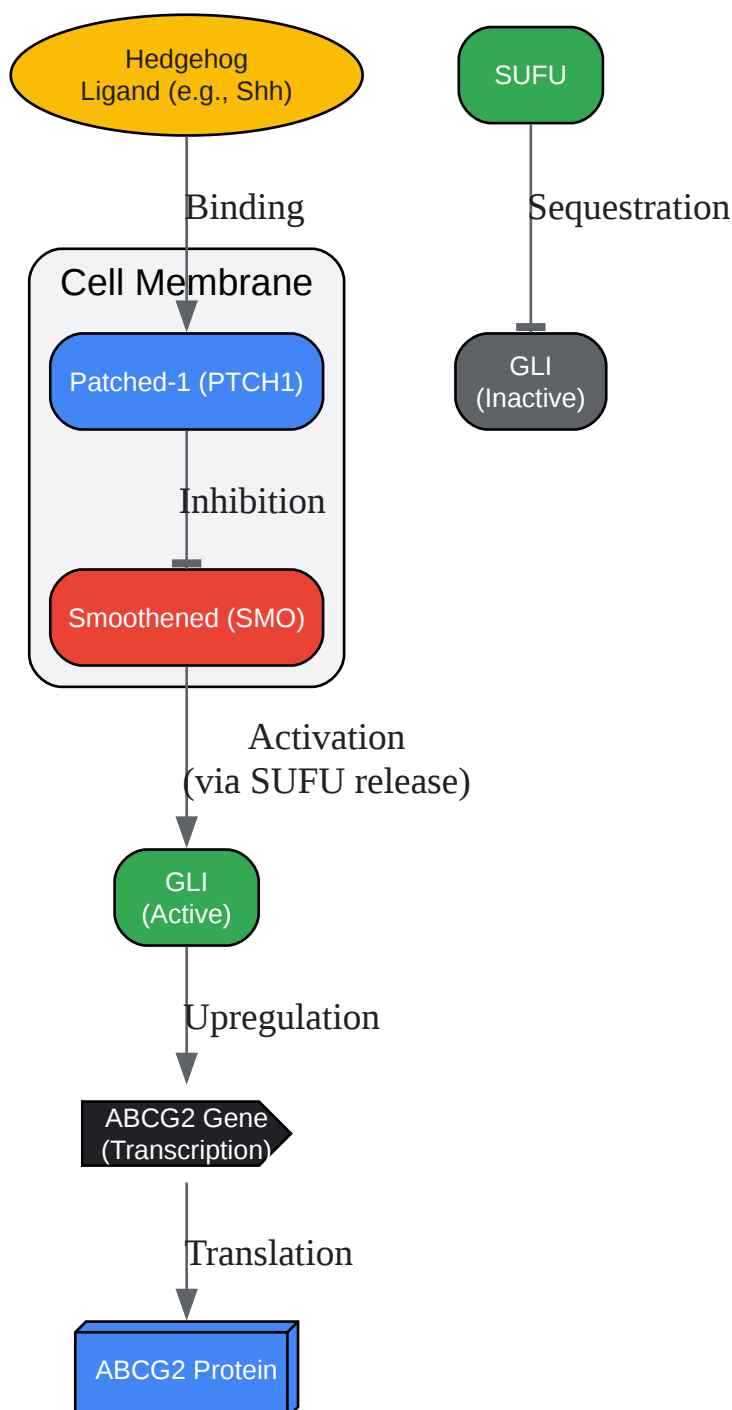 Hedgehog
Ligand (e.g., Shh)
SUFU
Binding
Sequestration
Cell Membrane
Patched-1 (PTCH1)
GLI
(Inactive)
Inhibition
Smoothened (SMO)
Activation
(via SUFU release)
GLI
(Active)
Upregulation
ABCG2 Gene
(Transcription)
Translation
ABCG2 Protein